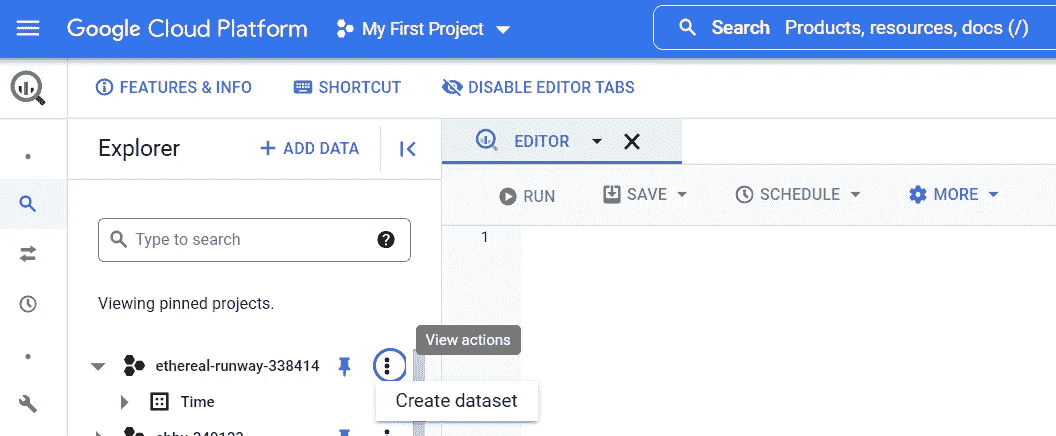 Google Cloud Platform My First Project Search Products, resources, docs (/)
FEATURES & INFO SHORTCUT DISABLE EDITOR TABS
Explorer + ADD DATA EDITOR
RUN SAVE SCHEDULE MORE
Type to search
1
Viewing pinned projects.
View actions
ethereal-runway-338414
Create dataset
Time